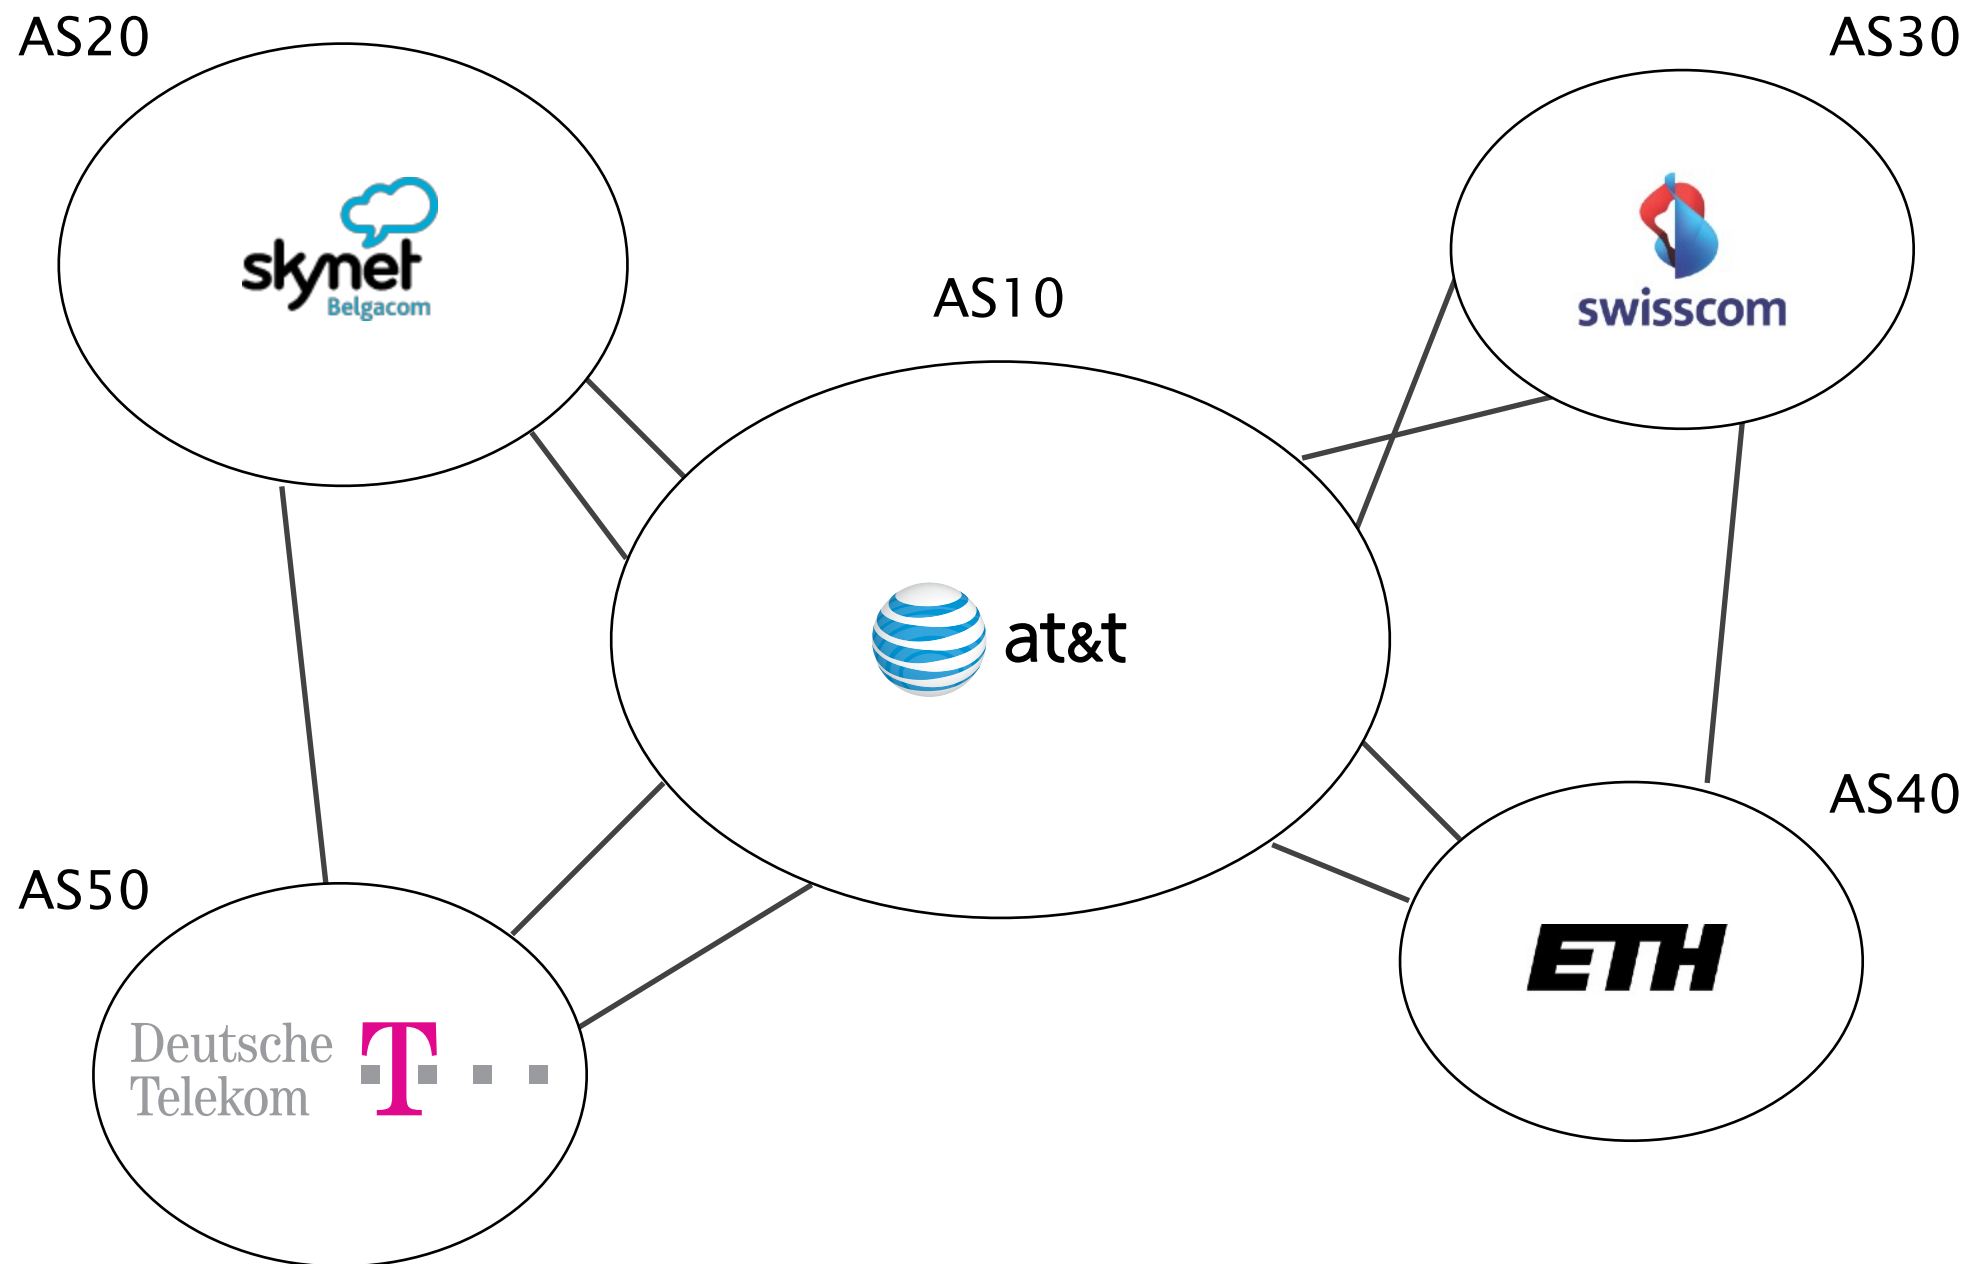 AS20
AS30
skynet
Belgacom
swisscom
AS10
at&t
AS40
AS50
ETH
Deutsche
Telekom
T